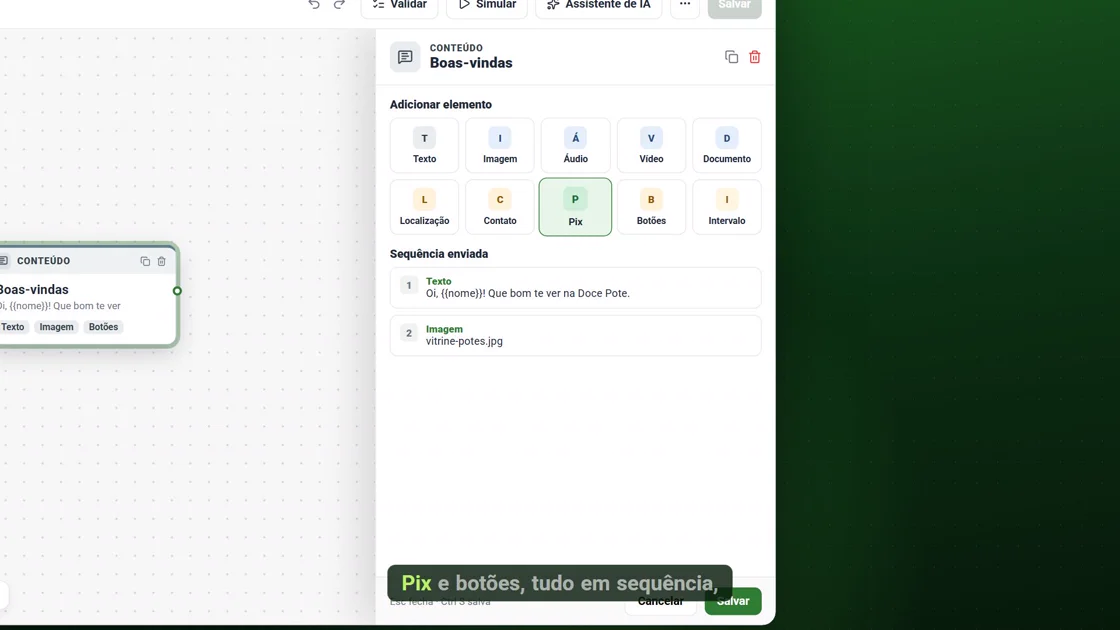 Validar
Simular
Assistente de IA
Salvar
CONTEÚDO
Boas-vindas
Adicionar elemento
T
Texto
I
Imagem
Á
Áudio
V
Vídeo
D
Documento
L
Localização
C
Contato
P
Pix
B
Botões
I
Intervalo
Sequência enviada
1
Texto
Oi, {{nome}}! Que bom te ver na Doce Pote.
2
Imagem
vitrine-potes.jpg
CONTEÚDO
Boas-vindas
Oi, {{nome}}! Que bom te ver
Texto
Imagem
Botões
Pix e botões, tudo em sequência,
Esc fecha · Ctrl S salva
Cancelar
Salvar